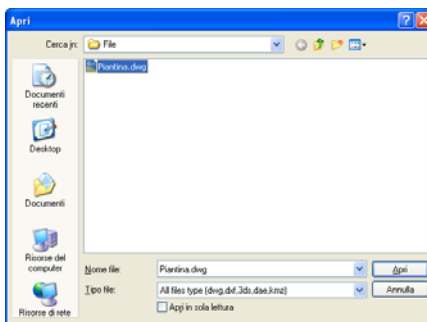 Apri
Cerca in: File
Piantina.dwg
Documenti
recenti
Desktop
Documenti
Risorse del
computer
Risorse di rete
Nome file: Piantina.dwg Apri
Tipo file: All files type (dwg,dxf,3ds,dae,kmz) Annulla
Apri in sola lettura